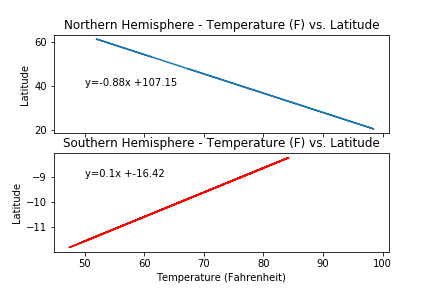 Northern Hemisphere - Temperature (F) vs. Latitude
60
40
20
Latitude
y=-0.88x +107.15
Southern Hemisphere - Temperature (F) vs. Latitude
−9
−10
−11
Latitude
y=0.1x +-16.42
50 60 70 80 90 100
Temperature (Fahrenheit)